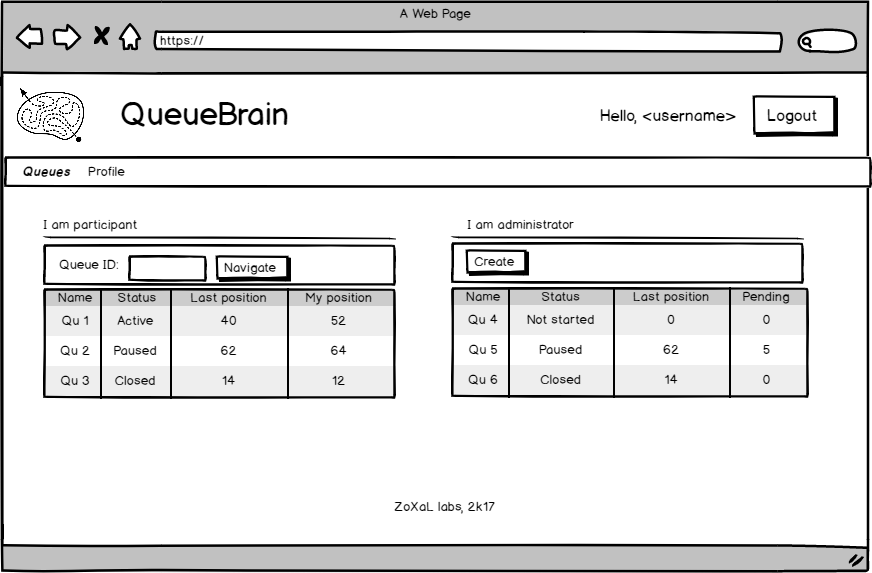 A Web Page
https://
QueueBrain
Hello, <username>
Logout
Queues Profile
I am participant
Queue ID: Navigate
Name Status Last position My position
Qu 1 Active 40 52
Qu 2 Paused 62 64
Qu 3 Closed 14 12
I am administrator
Create
Name Status Last position Pending
Qu 4 Not started 0 0
Qu 5 Paused 62 5
Qu 6 Closed 14 0
ZoXaL labs, 2k17